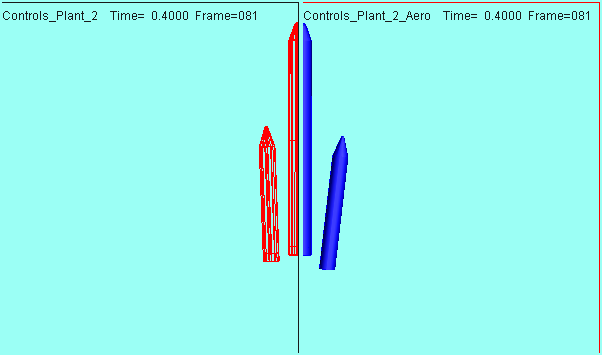 Controls_Plant_2 Time= 0.4000 Frame=081
Controls_Plant_2_Aero Time= 0.4000 Frame=081